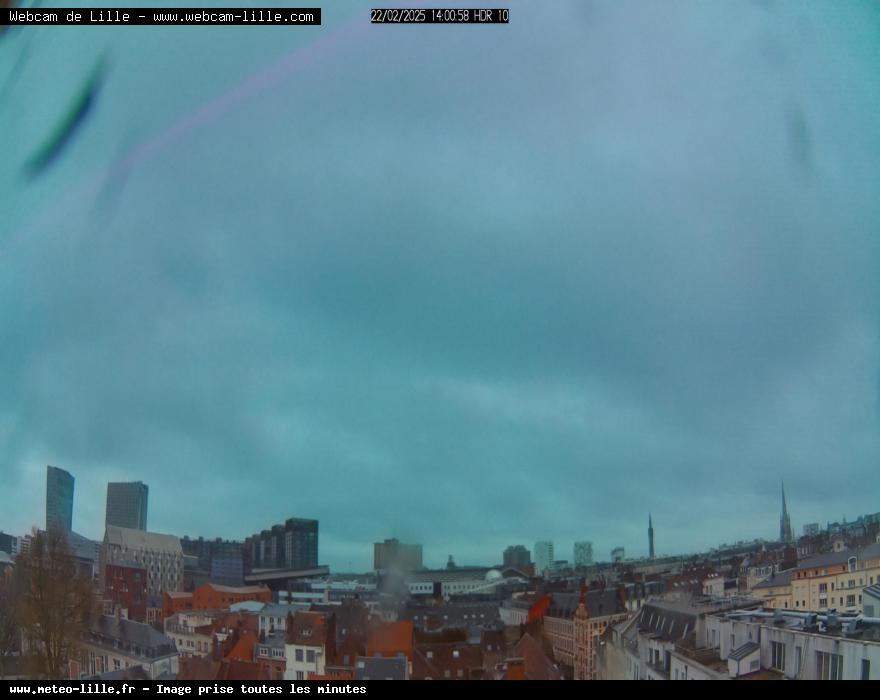 Webcam de Lille - www.webcam-lille.com
22/02/2025 14:00:58 HDR 10
www.meteo-lille.fr - Image prise toutes les minutes